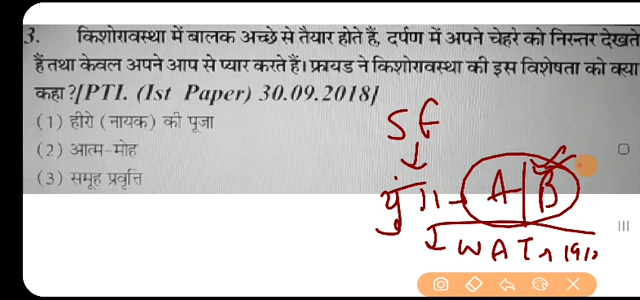 3. किशोरावस्था में बालक अच्छे से तैयार होते हैं, दर्पण में अपने चेहरे को निरन्तर देखते
हैं तथा केवल अपने आप से प्यार करते हैं। फ्रायड ने किशोरावस्था की इस विशेषता को क्या
कहा ?[PTI. (Ist Paper) 30.09.2018]
(1) हीरो (नायक) की पूजा
(2) आत्म-मोह
(3) समूह प्रवृत्ति
SF
युंग - A | B
WAT